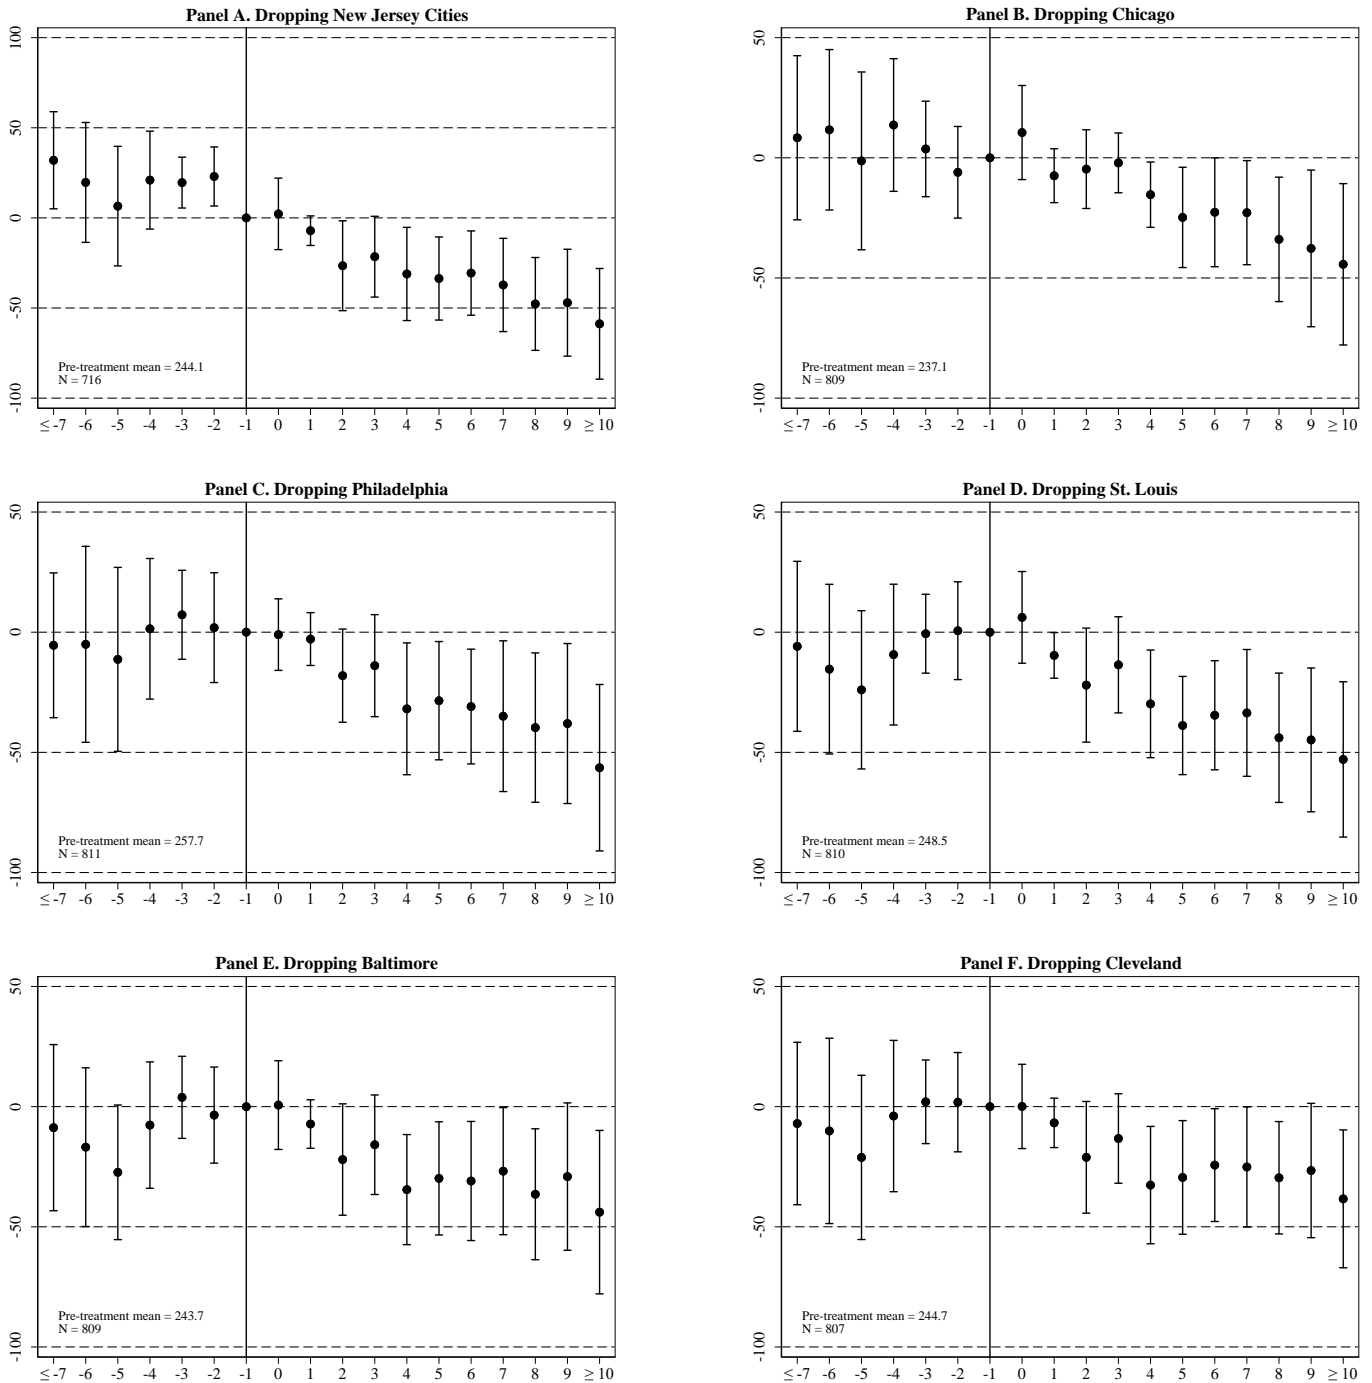 Panel A. Dropping New Jersey Cities
100
50
0
-50
-100
Pre-treatment mean = 244.1
N = 716
≤ -7 -6 -5 -4 -3 -2 -1 0 1 2 3 4 5 6 7 8 9 ≥ 10
Panel B. Dropping Chicago
50
0
-50
-100
Pre-treatment mean = 237.1
N = 809
≤ -7 -6 -5 -4 -3 -2 -1 0 1 2 3 4 5 6 7 8 9 ≥ 10
Panel C. Dropping Philadelphia
50
0
-50
-100
Pre-treatment mean = 257.7
N = 811
≤ -7 -6 -5 -4 -3 -2 -1 0 1 2 3 4 5 6 7 8 9 ≥ 10
Panel D. Dropping St. Louis
50
0
-50
-100
Pre-treatment mean = 248.5
N = 810
≤ -7 -6 -5 -4 -3 -2 -1 0 1 2 3 4 5 6 7 8 9 ≥ 10
Panel E. Dropping Baltimore
50
0
-50
-100
Pre-treatment mean = 243.7
N = 809
≤ -7 -6 -5 -4 -3 -2 -1 0 1 2 3 4 5 6 7 8 9 ≥ 10
Panel F. Dropping Cleveland
50
0
-50
-100
Pre-treatment mean = 244.7
N = 807
≤ -7 -6 -5 -4 -3 -2 -1 0 1 2 3 4 5 6 7 8 9 ≥ 10